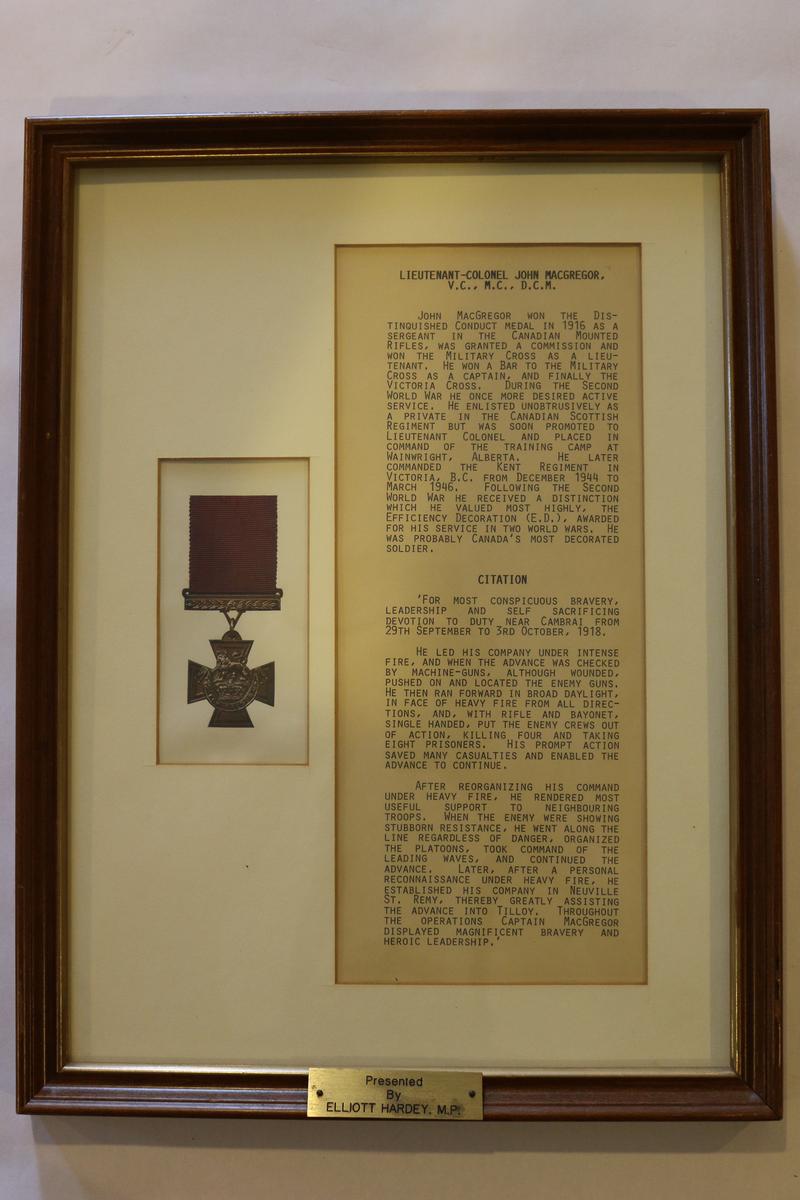 LIEUTENANT-COLONEL JOHN MACGREGOR,
V.C., M.C., D.C.M.
JOHN MACGREGOR WON THE DIS-
TINQUISHED CONDUCT MEDAL IN 1916 AS A
SERGEANT IN THE CANADIAN MOUNTED
RIFLES, WAS GRANTED A COMMISSION AND
WON THE MILITARY CROSS AS A LIEU-
TENANT. HE WON A BAR TO THE MILITARY
CROSS AS A CAPTAIN, AND FINALLY THE
VICTORIA CROSS. DURING THE SECOND
WORLD WAR HE ONCE MORE DESIRED ACTIVE
SERVICE. HE ENLISTED UNOBTRUSIVELY AS
A PRIVATE IN THE CANADIAN SCOTTISH
REGIMENT BUT WAS SOON PROMOTED TO
LIEUTENANT COLONEL AND PLACED IN
COMMAND OF THE TRAINING CAMP AT
WAINWRIGHT, ALBERTA. HE LATER
COMMANDED THE KENT REGIMENT IN
VICTORIA, B.C. FROM DECEMBER 1944 TO
MARCH 1946. FOLLOWING THE SECOND
WORLD WAR HE RECEIVED A DISTINCTION
WHICH HE VALUED MOST HIGHLY, THE
EFFICIENCY DECORATION (E.D.), AWARDED
FOR HIS SERVICE IN TWO WORLD WARS. HE
WAS PROBABLY CANADA'S MOST DECORATED
SOLDIER.
CITATION
'FOR MOST CONSPICUOUS BRAVERY,
LEADERSHIP AND SELF SACRIFICING
DEVOTION TO DUTY NEAR CAMBRAI FROM
29TH SEPTEMBER TO 3RD OCTOBER, 1918.
HE LED HIS COMPANY UNDER INTENSE
FIRE, AND WHEN THE ADVANCE WAS CHECKED
BY MACHINE-GUNS, ALTHOUGH WOUNDED,
PUSHED ON AND LOCATED THE ENEMY GUNS.
HE THEN RAN FORWARD IN BROAD DAYLIGHT,
IN FACE OF HEAVY FIRE FROM ALL DIREC-
TIONS, AND, WITH RIFLE AND BAYONET,
SINGLE HANDED, PUT THE ENEMY CREWS OUT
OF ACTION, KILLING FOUR AND TAKING
EIGHT PRISONERS. HIS PROMPT ACTION
SAVED MANY CASUALTIES AND ENABLED THE
ADVANCE TO CONTINUE.
AFTER REORGANIZING HIS COMMAND
UNDER HEAVY FIRE, HE RENDERED MOST
USEFUL SUPPORT TO NEIGHBOURING
TROOPS. WHEN THE ENEMY WERE SHOWING
STUBBORN RESISTANCE, HE WENT ALONG THE
LINE REGARDLESS OF DANGER, ORGANIZED
THE PLATOONS, TOOK COMMAND OF THE
LEADING WAVES, AND CONTINUED THE
ADVANCE. LATER, AFTER A PERSONAL
RECONNAISSANCE UNDER HEAVY FIRE, HE
ESTABLISHED HIS COMPANY IN NEUVILLE
ST. REMY, THEREBY GREATLY ASSISTING
THE ADVANCE INTO TILLOY. THROUGHOUT
THE OPERATIONS CAPTAIN MACGREGOR
DISPLAYED MAGNIFICENT BRAVERY AND
HEROIC LEADERSHIP.'
Presented
By
ELLIOTT HARDEY, M.P.